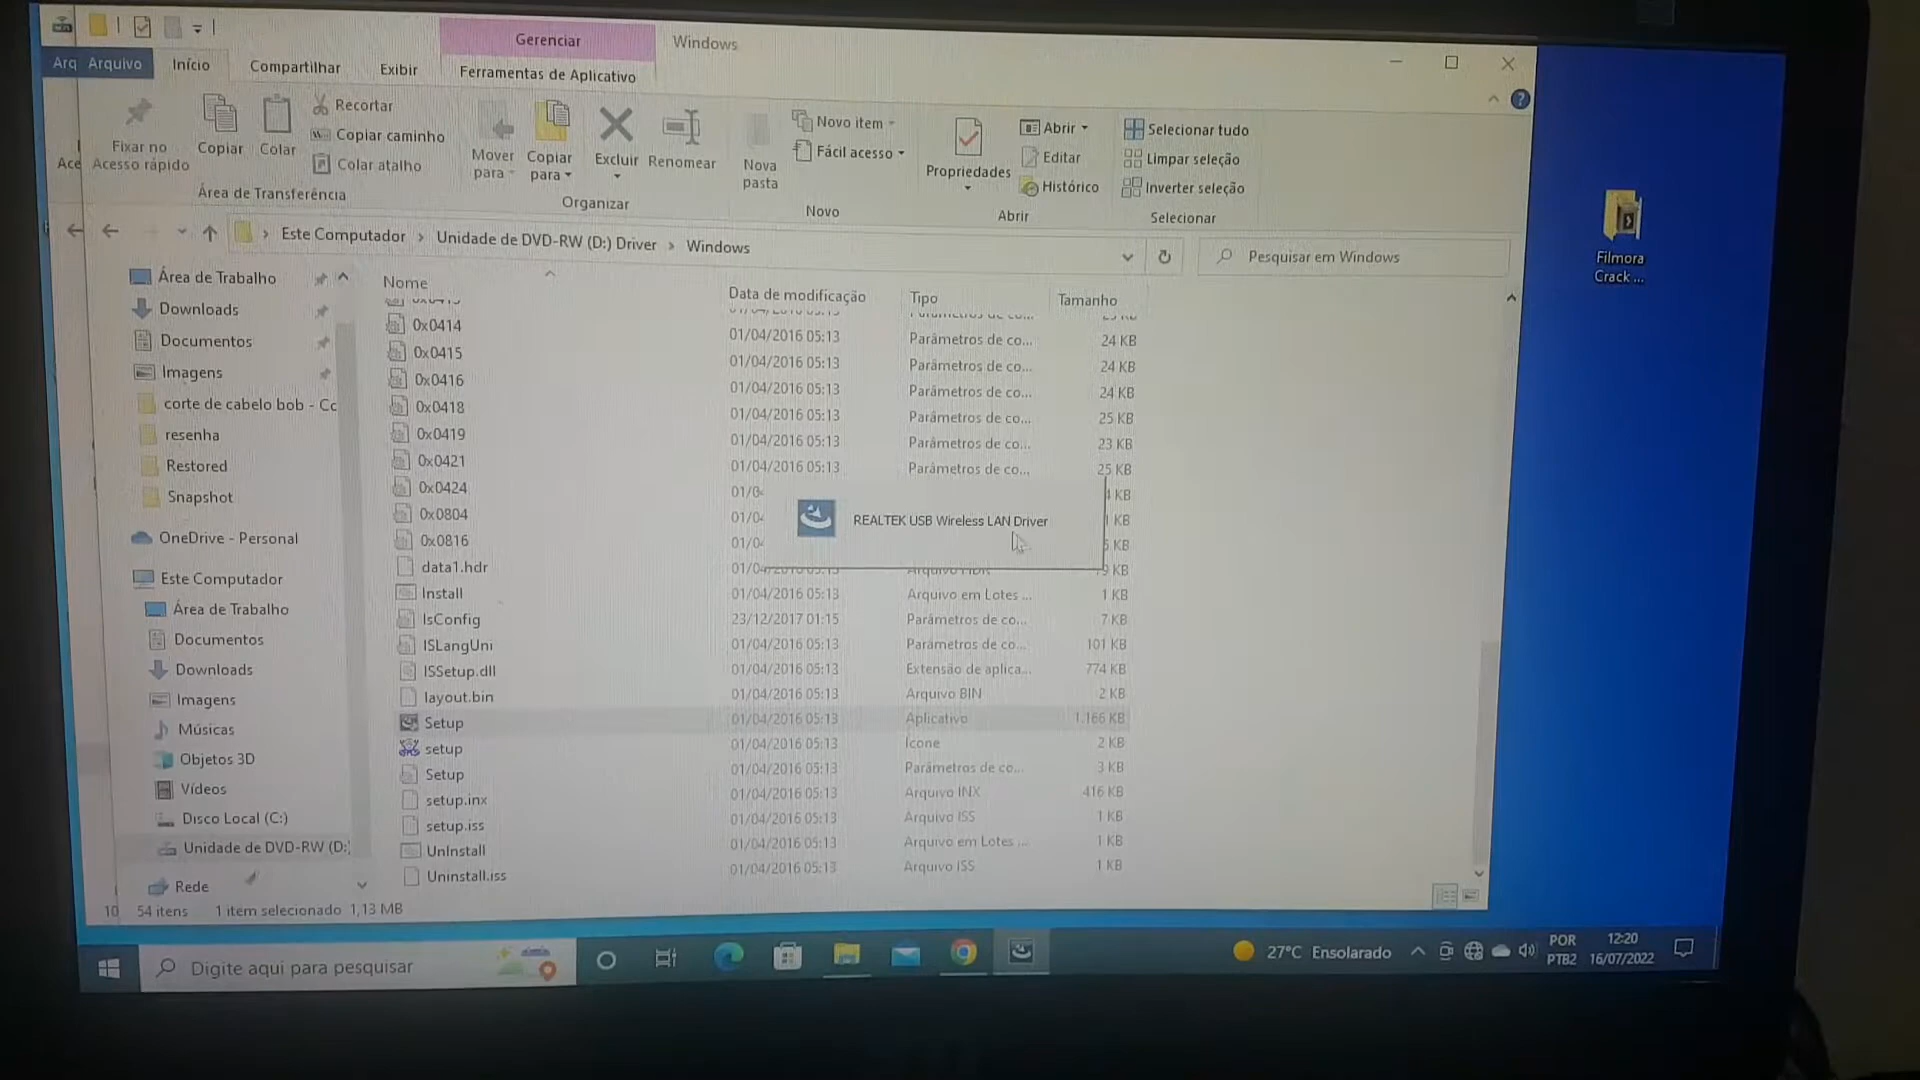 Gerenciar
Windows
Arq
Arquivo
Início
Compartilhar
Exibir
Ferramentas de Aplicativo
Ace
Fixar no
Acesso rápido
Copiar
Colar
Recortar
Copiar caminho
Colar atalho
Área de Transferência
Mover
para
Copiar
para
Excluir
Renomear
Organizar
Nova
pasta
Novo item
Fácil acesso
Novo
Propriedades
Abrir
Editar
Histórico
Abrir
Selecionar tudo
Limpar seleção
Inverter seleção
Selecionar
Este Computador > Unidade de DVD-RW (D:) Driver > Windows
Pesquisar em Windows
Área de Trabalho
Downloads
Documentos
Imagens
corte de cabelo bob - Cc
resenha
Restored
Snapshot
OneDrive - Personal
Este Computador
Área de Trabalho
Documentos
Downloads
Imagens
Músicas
Objetos 3D
Vídeos
Disco Local (C:)
Unidade de DVD-RW (D:)
Rede
Nome Data de modificação Tipo Tamanho
0x0414 01/04/2016 05:13 Parâmetros de co... 24 KB
0x0415 01/04/2016 05:13 Parâmetros de co... 24 KB
0x0416 01/04/2016 05:13 Parâmetros de co... 24 KB
0x0418 01/04/2016 05:13 Parâmetros de co... 25 KB
0x0419 01/04/2016 05:13 Parâmetros de co... 23 KB
0x0421 01/04/2016 05:13 Parâmetros de co... 25 KB
0x0424 01/0 KB
0x0804 01/0 KB
0x0816 01/0 KB
data1.hdr KB
REALTEK USB Wireless LAN Driver
Install 01/04/2016 05:13 Arquivo em Lotes ... 1 KB
IsConfig 23/12/2017 01:15 Parâmetros de co... 7 KB
ISLangUni 01/04/2016 05:13 Parâmetros de co... 101 KB
ISSetup.dll 01/04/2016 05:13 Extensão de aplica... 774 KB
layout.bin 01/04/2016 05:13 Arquivo BIN 2 KB
Setup 01/04/2016 05:13 Aplicativo 1.166 KB
setup 01/04/2016 05:13 Ícone 2 KB
Setup 01/04/2016 05:13 Parâmetros de co... 3 KB
setup.inx 01/04/2016 05:13 Arquivo INX 416 KB
setup.iss 01/04/2016 05:13 Arquivo ISS 1 KB
UnInstall 01/04/2016 05:13 Arquivo em Lotes ... 1 KB
Uninstall.iss 01/04/2016 05:13 Arquivo ISS 1 KB
10 54 itens 1 item selecionado 1,13 MB
Filmora
Crack ...
Digite aqui para pesquisar
27°C Ensolarado
POR
PTB2
12:20
16/07/2022